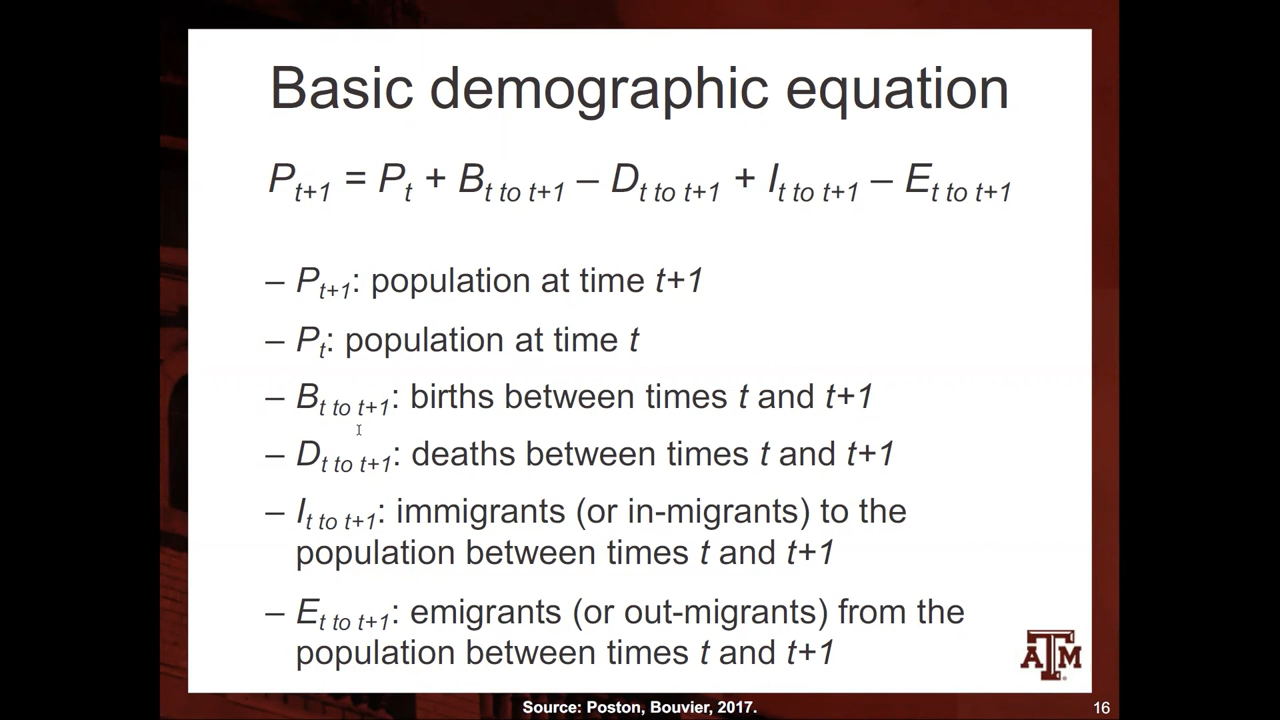 Basic demographic equation
P t+1 = P t + B t to t+1 – D t to t+1 + I t to t+1 – E t to t+1
– P t+1: population at time t+1
– P t: population at time t
– B t to t+1: births between times t and t+1
– D t to t+1: deaths between times t and t+1
– I t to t+1: immigrants (or in-migrants) to the
population between times t and t+1
– E t to t+1: emigrants (or out-migrants) from the
population between times t and t+1
ATM
Source: Poston, Bouvier, 2017.
16